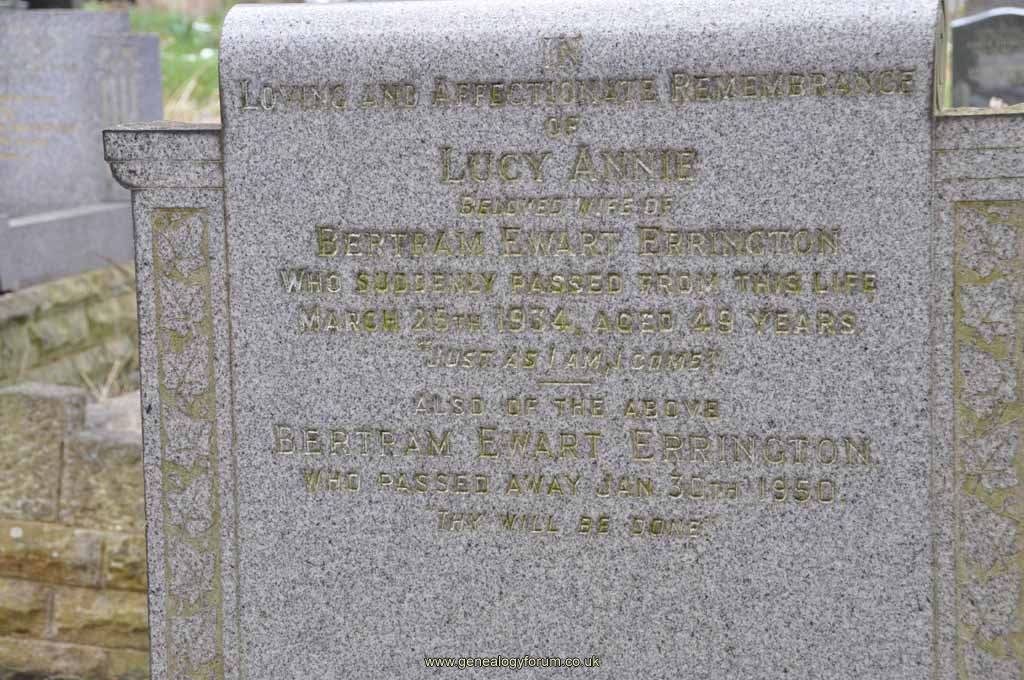 IN
LOVING AND AFFECTIONATE REMEMBRANCE
OF
LUCY ANNIE
BELOVED WIFE OF
BERTRAM EWART ERRINGTON
WHO SUDDENLY PASSED FROM THIS LIFE
MARCH 25TH 1934, AGED 49 YEARS.
"JUST AS I AM, I COME".
ALSO OF THE ABOVE
BERTRAM EWART ERRINGTON.
WHO PASSED AWAY JAN. 30TH 1950.
"THY WILL BE DONE".
www.genealogyforum.co.uk